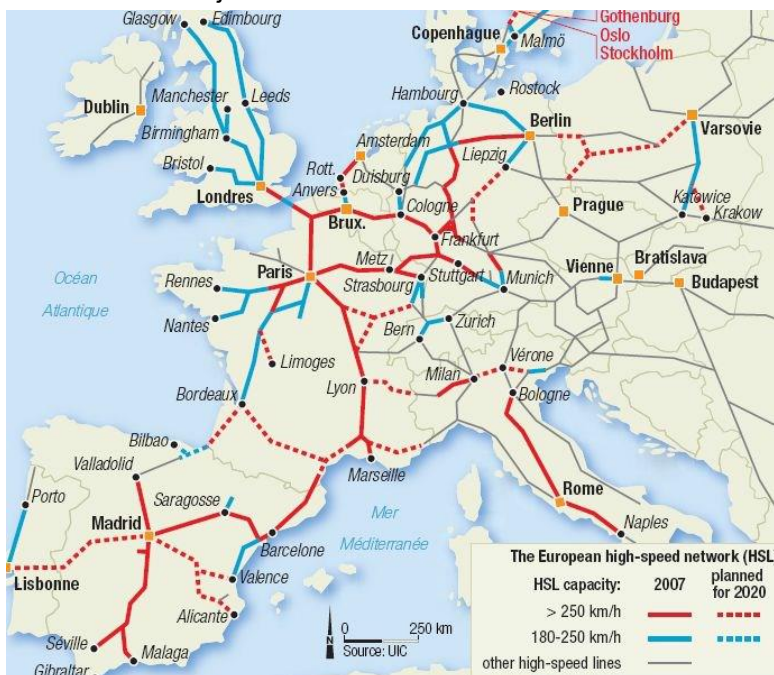 Glasgow
Edimbourg
Gothenburg
Oslo
Stockholm
Copenhague
Malmö
Dublin
Manchester
Leeds
Hambourg
Rostock
Birmingham
Berlin
Varsovie
Bristol
Amsterdam
Liepzig
Rott.
Duisburg
Londres
Anvers
Brux.
Cologne
Katowice
Krakow
Prague
Frankfurt
Metz
Paris
Strasbourg
Stuttgart
Munich
Vienne
Bratislava
Budapest
Océan
Atlantique
Rennes
Nantes
Bern
Zurich
Limoges
Lyon
Milan
Vérone
Bordeaux
Bologne
Bilbao
Valladolid
Marseille
Porto
Saragosse
Rome
Madrid
Mer
Méditerranée
Naples
Barcelone
Lisbonne
Valence
Alicante
Séville
Malaga
Gibraltar
N
0 250 km
Source: UIC
The European high-speed network (HSL
HSL capacity: 2007 planned
for 2020
> 250 km/h
180-250 km/h
other high-speed lines